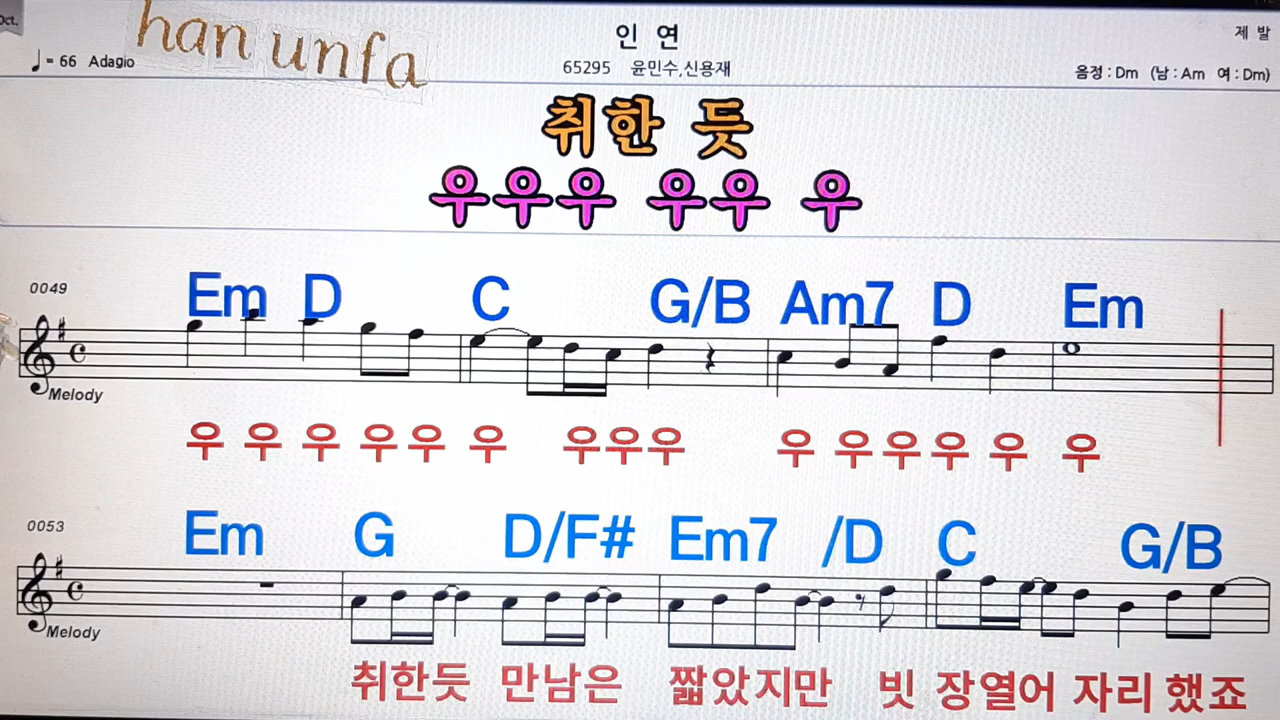 Oct.
han unfa
인 연
제 발
♩= 66 Adagio
65295 윤민수,신용재
음정 : Dm (남 : Am 여 : Dm)
취한 듯
우우우 우우 우
0049
Em D C G/B Am7 D Em
Melody
우 우 우 우 우 우 우우우 우 우 우 우 우 우
0053
Em G D/F# Em7 /D C G/B
Melody
취한듯 만남은 짧았지만 빗 장열어 자리 했죠